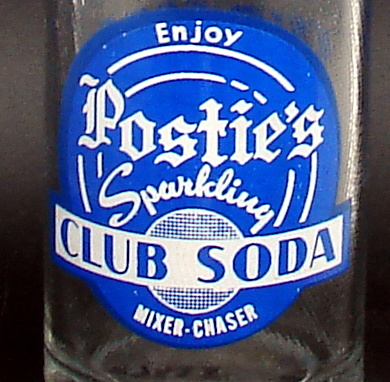 Enjoy
Postie's
Sparkling
CLUB SODA
MIXER-CHASER